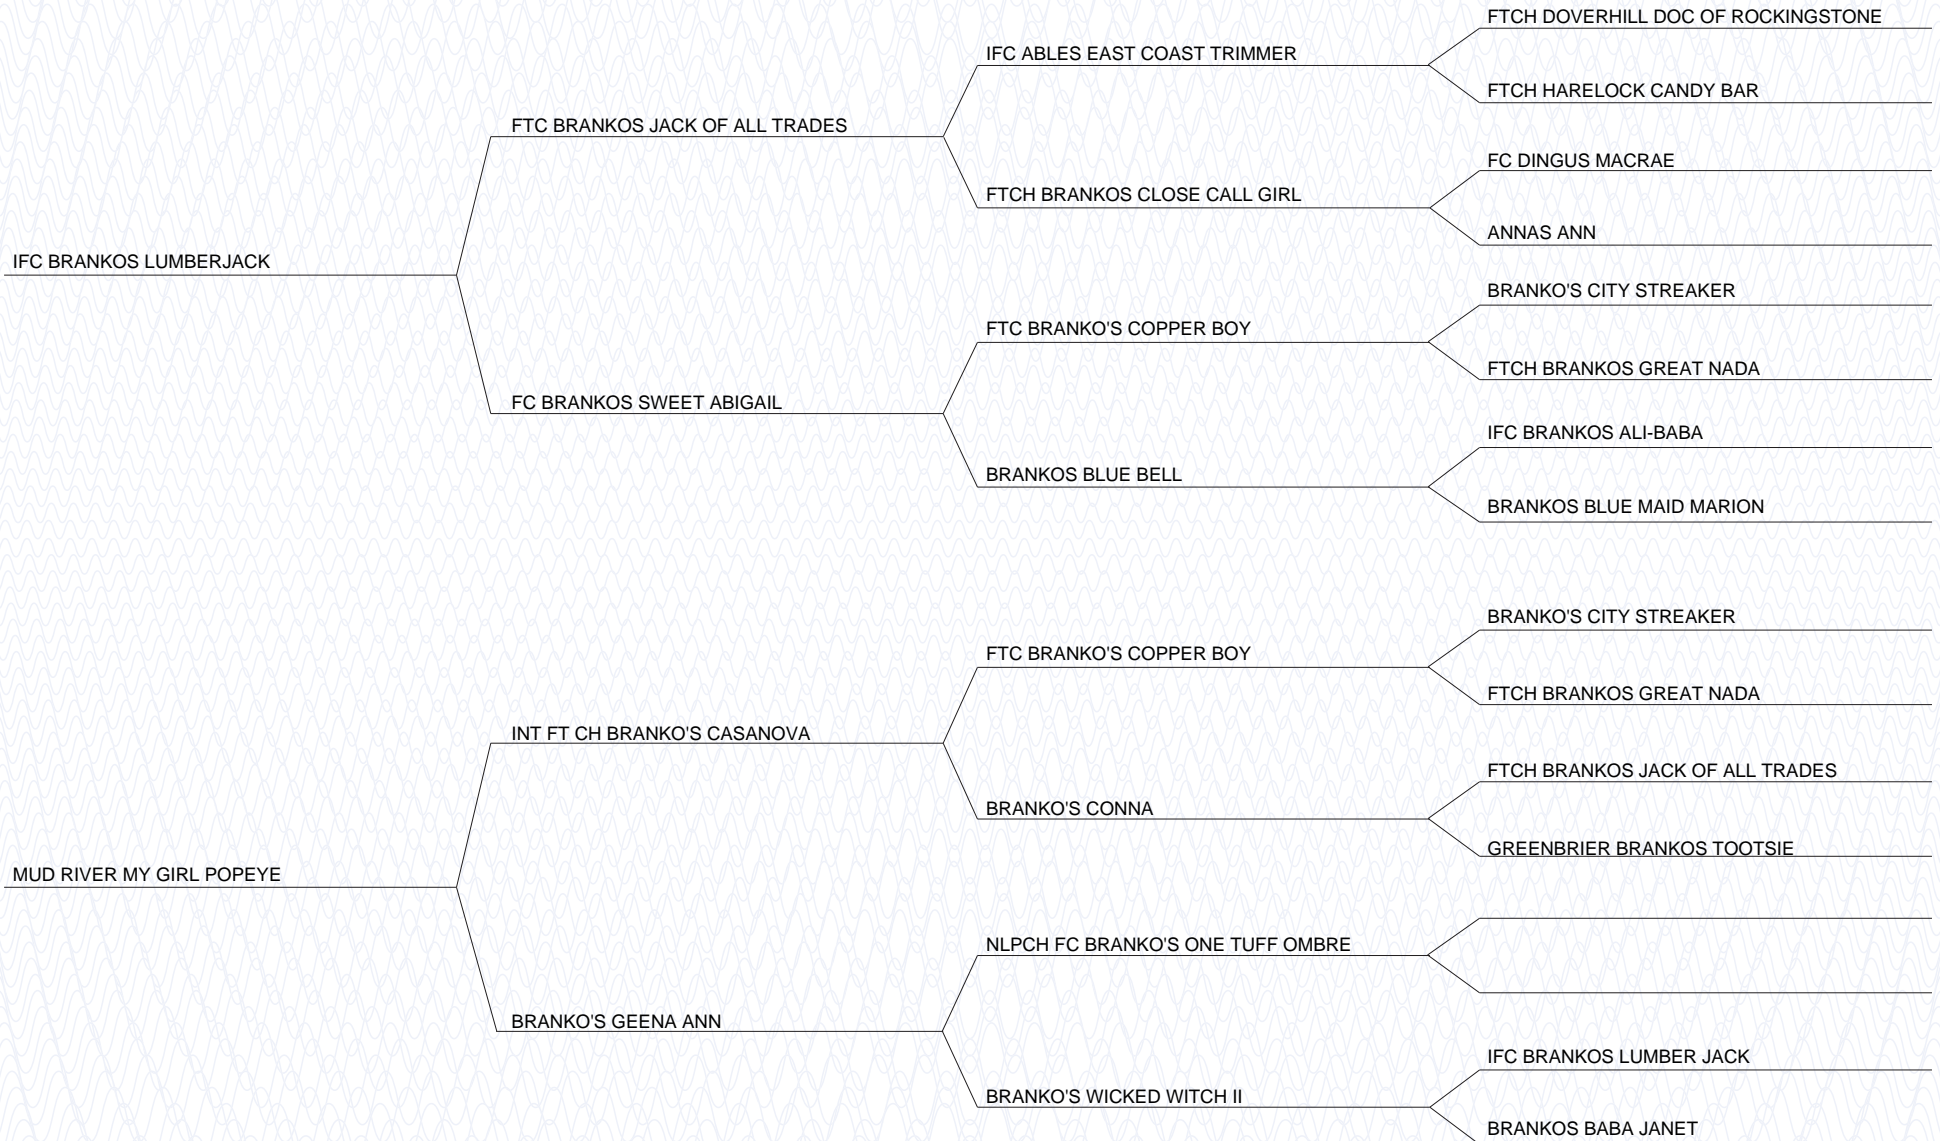 FTCH DOVERHILL DOC OF ROCKINGSTONE
IFC ABLES EAST COAST TRIMMER
FTCH HARELOCK CANDY BAR
FTC BRANKOS JACK OF ALL TRADES
FC DINGUS MACRAE
FTCH BRANKOS CLOSE CALL GIRL
ANNAS ANN
IFC BRANKOS LUMBERJACK
BRANKO'S CITY STREAKER
FTC BRANKO'S COPPER BOY
FTCH BRANKOS GREAT NADA
FC BRANKOS SWEET ABIGAIL
IFC BRANKOS ALI-BABA
BRANKOS BLUE BELL
BRANKOS BLUE MAID MARION
BRANKO'S CITY STREAKER
FTC BRANKO'S COPPER BOY
FTCH BRANKOS GREAT NADA
INT FT CH BRANKO'S CASANOVA
FTCH BRANKOS JACK OF ALL TRADES
BRANKO'S CONNA
GREENBRIER BRANKOS TOOTSIE
MUD RIVER MY GIRL POPEYE
NLPCH FC BRANKO'S ONE TUFF OMBRE
BRANKO'S GEENA ANN
IFC BRANKOS LUMBER JACK
BRANKO'S WICKED WITCH II
BRANKOS BABA JANET